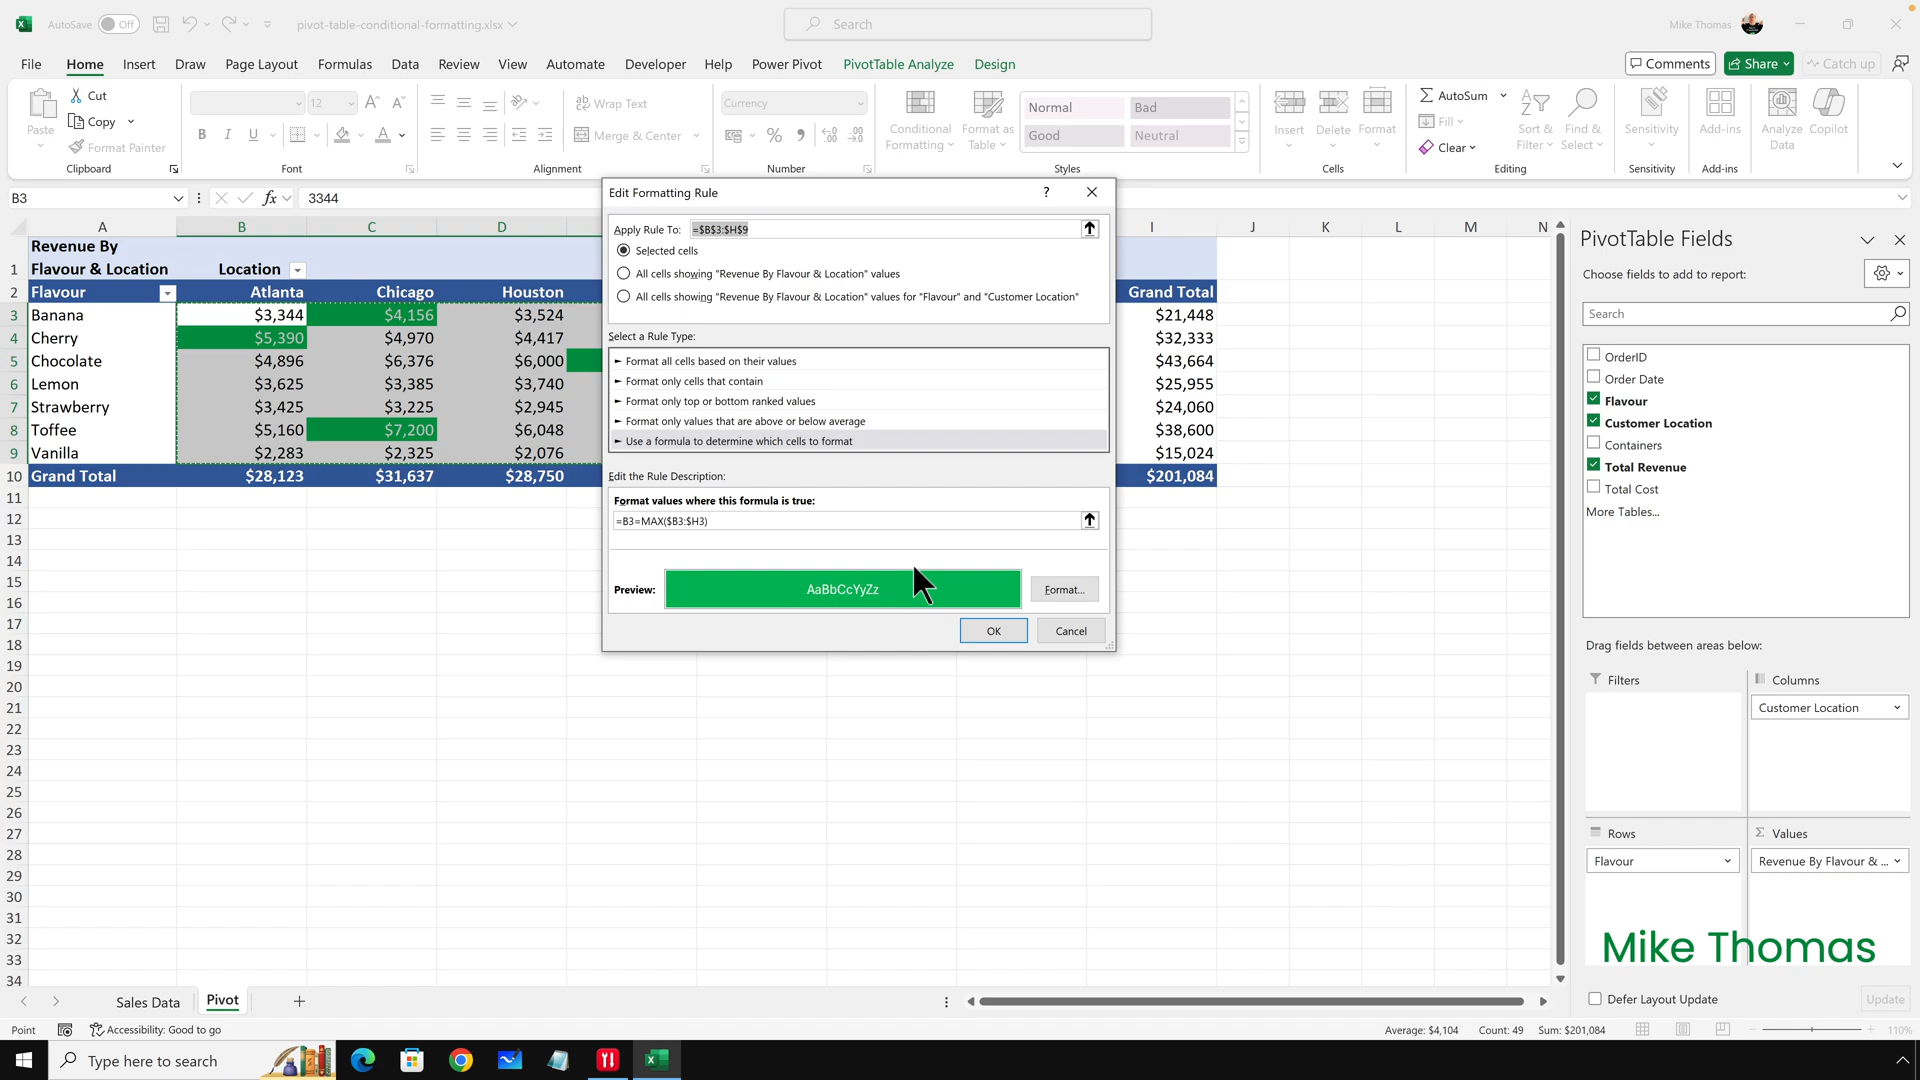 AutoSave Off pivot-table-conditional-formatting.xlsx Search Mike Thomas
File Home Insert Draw Page Layout Formulas Data Review View Automate Developer Help Power Pivot PivotTable Analyze Design Comments Share Catch up
Paste Cut Copy Format Painter Clipboard
12 B I U A Font
Wrap Text Merge & Center Alignment
Currency % Number
Conditional Formatting Format as Table Normal Bad Good Neutral Styles
Insert Delete Format Cells
AutoSum Fill Clear Sort & Filter Find & Select Editing
Sensitivity Sensitivity
Add-ins Add-ins
Analyze Data Copilot
B3 fx 3344
A B C D I J K L M N
Revenue By
1 Flavour & Location Location
2 Flavour Atlanta Chicago Houston Grand Total
3 Banana $3,344 $4,156 $3,524 $21,448
4 Cherry $5,390 $4,970 $4,417 $32,333
5 Chocolate $4,896 $6,376 $6,000 $43,664
6 Lemon $3,625 $3,385 $3,740 $25,955
7 Strawberry $3,425 $3,225 $2,945 $24,060
8 Toffee $5,160 $7,200 $6,048 $38,600
9 Vanilla $2,283 $2,325 $2,076 $15,024
10 Grand Total $28,123 $31,637 $28,750 $201,084
11
12
13
14
15
16
17
18
19
20
21
22
23
24
25
26
27
28
29
30
31
32
33
34
Edit Formatting Rule ?
Apply Rule To: =$B$3:$H$9
Selected cells
All cells showing "Revenue By Flavour & Location" values
All cells showing "Revenue By Flavour & Location" values for "Flavour" and "Customer Location"
Select a Rule Type:
► Format all cells based on their values
► Format only cells that contain
► Format only top or bottom ranked values
► Format only values that are above or below average
► Use a formula to determine which cells to format
Edit the Rule Description:
Format values where this formula is true:
=B3=MAX($B3:$H3)
Preview: AaBbCcYyZz Format...
OK Cancel
PivotTable Fields
Choose fields to add to report:
Search
OrderID
Order Date
Flavour
Customer Location
Containers
Total Revenue
Total Cost
More Tables...
Drag fields between areas below:
Filters Columns
Customer Location
Rows Values
Flavour Revenue By Flavour & ...
Mike Thomas
Defer Layout Update Update
Sales Data Pivot
Point Accessibility: Good to go Average: $4,104 Count: 49 Sum: $201,084 110%
Type here to search